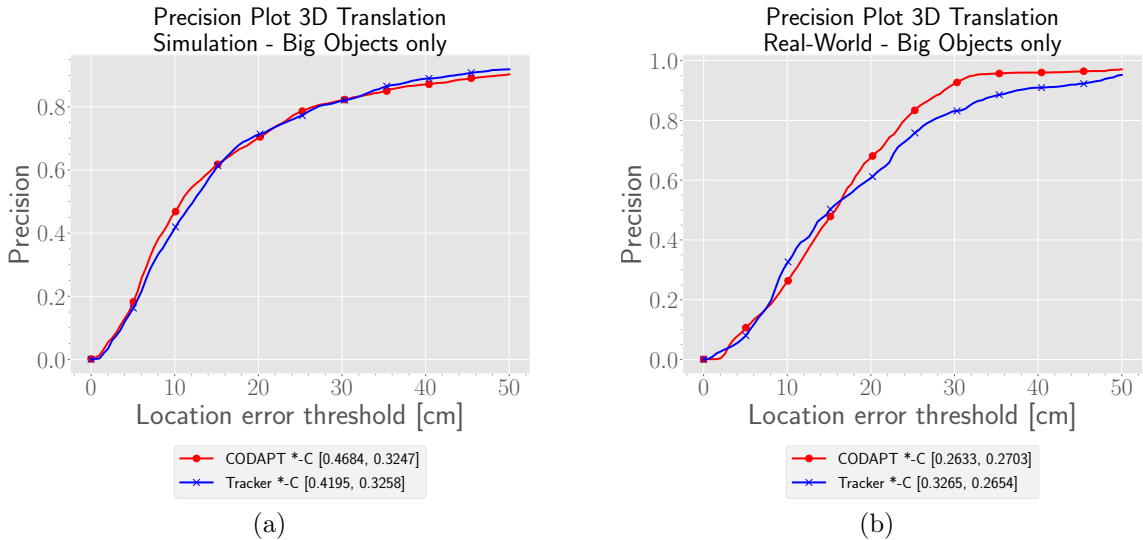 Precision Plot 3D Translation
Simulation - Big Objects only
0.8
0.6
0.4
0.2
0.0
Precision
0 10 20 30 40 50
Location error threshold [cm]
CODAPT *-C [0.4684, 0.3247]
Tracker *-C [0.4195, 0.3258]
(a)
Precision Plot 3D Translation
Real-World - Big Objects only
1.0
0.8
0.6
0.4
0.2
0.0
Precision
0 10 20 30 40 50
Location error threshold [cm]
CODAPT *-C [0.2633, 0.2703]
Tracker *-C [0.3265, 0.2654]
(b)